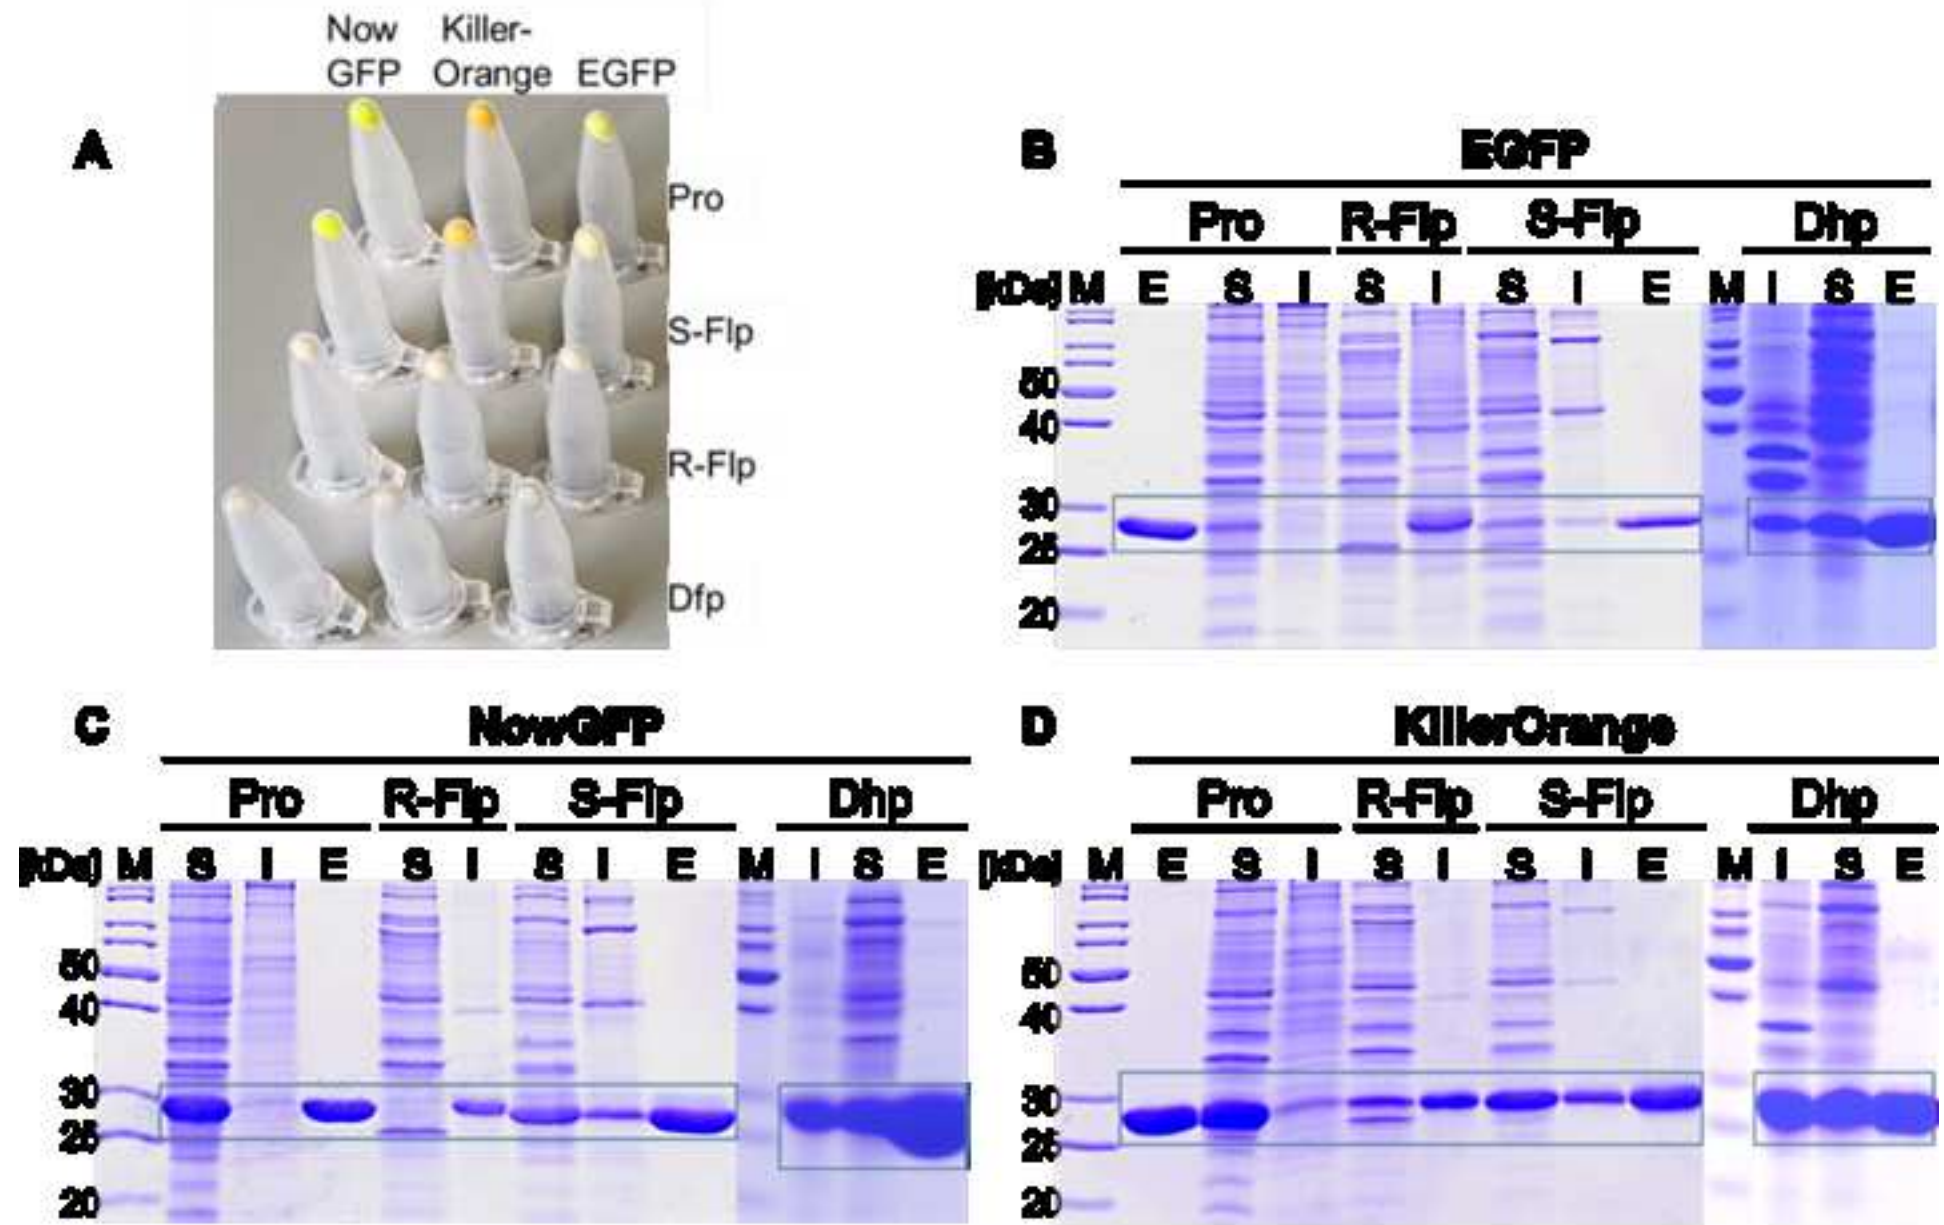 Now Killer-
GFP Orange EGFP
A
Pro
S-Flp
R-Flp
Dfp
B
EGFP
Pro R-Flp S-Flp Dhp
[kDa] M E S I S I S I E M I S E
50
40
30
25
20
C
NowGFP
Pro R-Flp S-Flp Dhp
[kDa] M S I E S I S I E M I S E
50
40
30
25
20
D
KillerOrange
Pro R-Flp S-Flp Dhp
[kDa] M E S I S I S I E M I S E
50
40
30
25
20